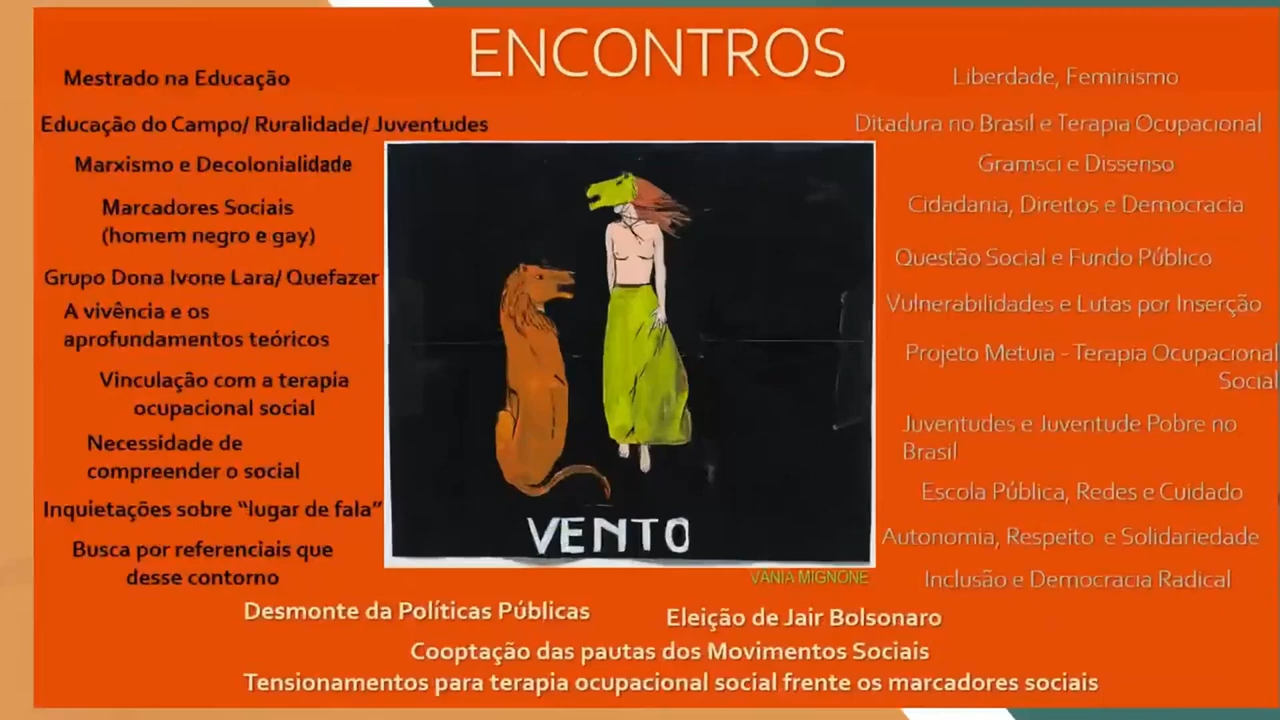 ENCONTROS
Mestrado na Educação
Educação do Campo/ Ruralidade/ Juventudes
Marxismo e Decolonialidade
Marcadores Sociais
(homem negro e gay)
Grupo Dona Ivone Lara/ Quefazer
A vivência e os
aprofundamentos teóricos
Vinculação com a terapia
ocupacional social
Necessidade de
compreender o social
Inquietações sobre “lugar de fala”
Busca por referenciais que
desse contorno
VENTO
VÂNIA MIGNONE
Liberdade, Feminismo
Ditadura no Brasil e Terapia Ocupacional
Gramsci e Dissenso
Cidadania, Direitos e Democracia
Questão Social e Fundo Público
Vulnerabilidades e Lutas por Inserção
Projeto Metuia - Terapia Ocupacional
Social
Juventudes e Juventude Pobre no
Brasil
Escola Pública, Redes e Cuidado
Autonomia, Respeito e Solidariedade
Inclusão e Democracia Radical
Desmonte da Políticas Públicas
Eleição de Jair Bolsonaro
Cooptação das pautas dos Movimentos Sociais
Tensionamentos para terapia ocupacional social frente os marcadores sociais